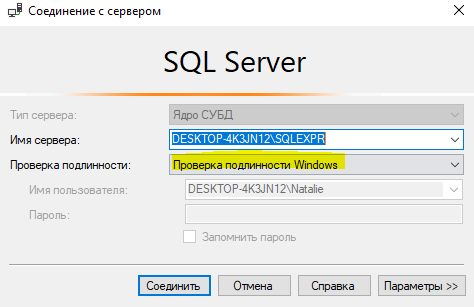 Соединение с сервером
SQL Server
Тип сервера: Ядро СУБД
Имя сервера: DESKTOP-4K3JN12\SQLEXPR
Проверка подлинности: Проверка подлинности Windows
Имя пользователя: DESKTOP-4K3JN12\Natalie
Пароль:
Запомнить пароль
Соединить Отмена Справка Параметры >>